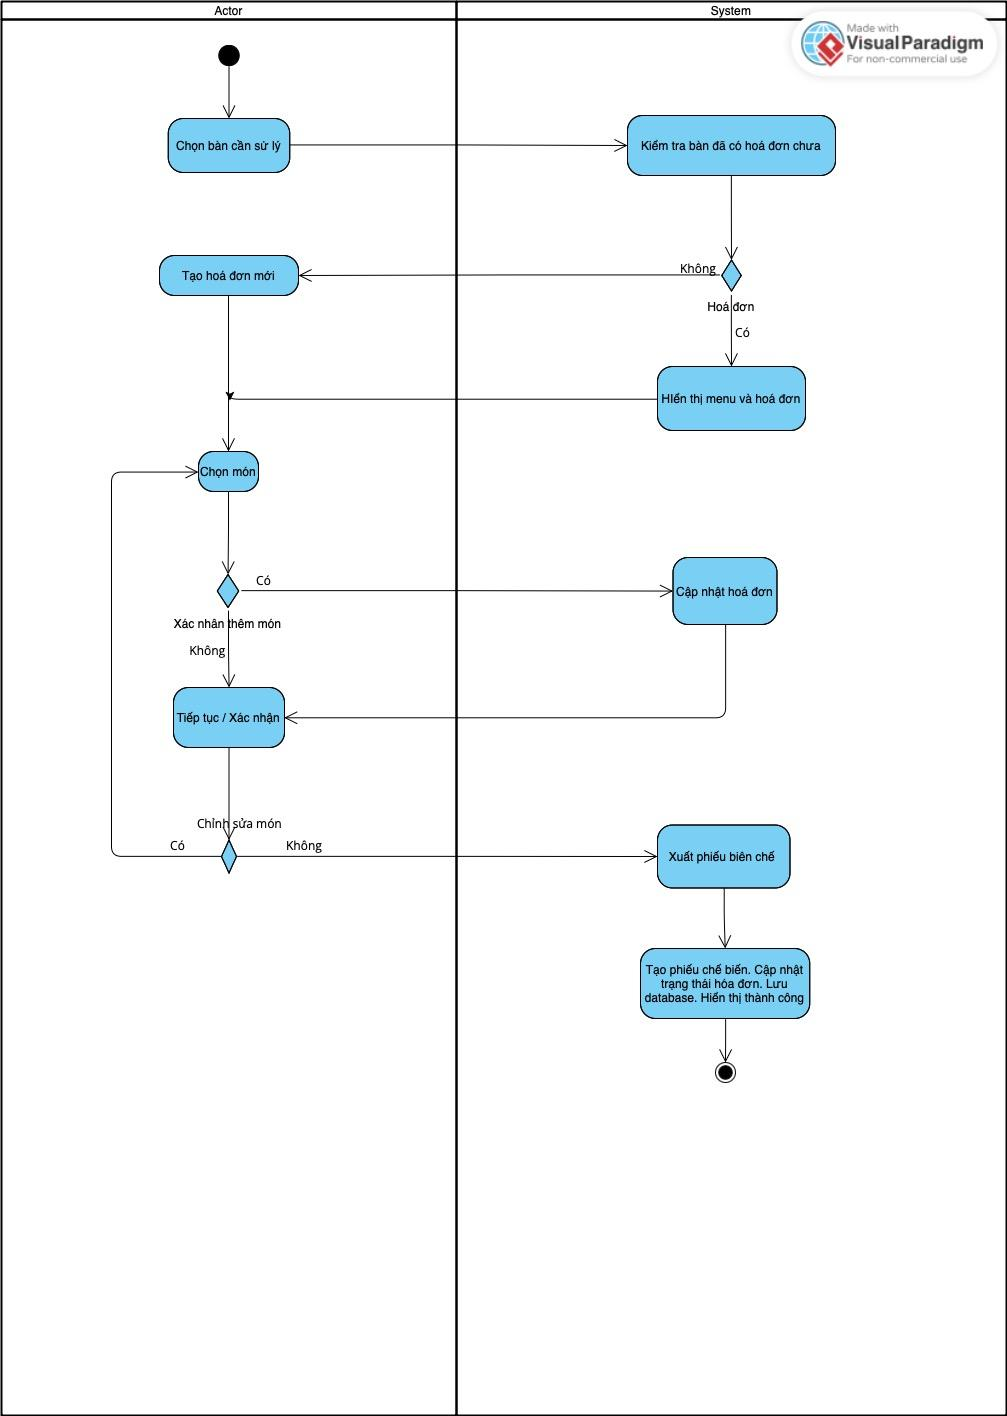 Actor
System
Made with
Visual Paradigm
For non-commercial use
Chọn bàn cần sử lý
Kiểm tra bàn đã có hoá đơn chưa
Tạo hoá đơn mới
Không
Hoá đơn
Có
HIển thị menu và hoá đơn
Chọn món
Có
Cập nhật hoá đơn
Xác nhân thêm món
Không
Tiếp tục / Xác nhận
Chỉnh sửa món
Có
Không
Xuất phiếu biên chế
Tạo phiếu chế biến. Cập nhật
trạng thái hóa đơn. Lưu
database. Hiển thị thành công